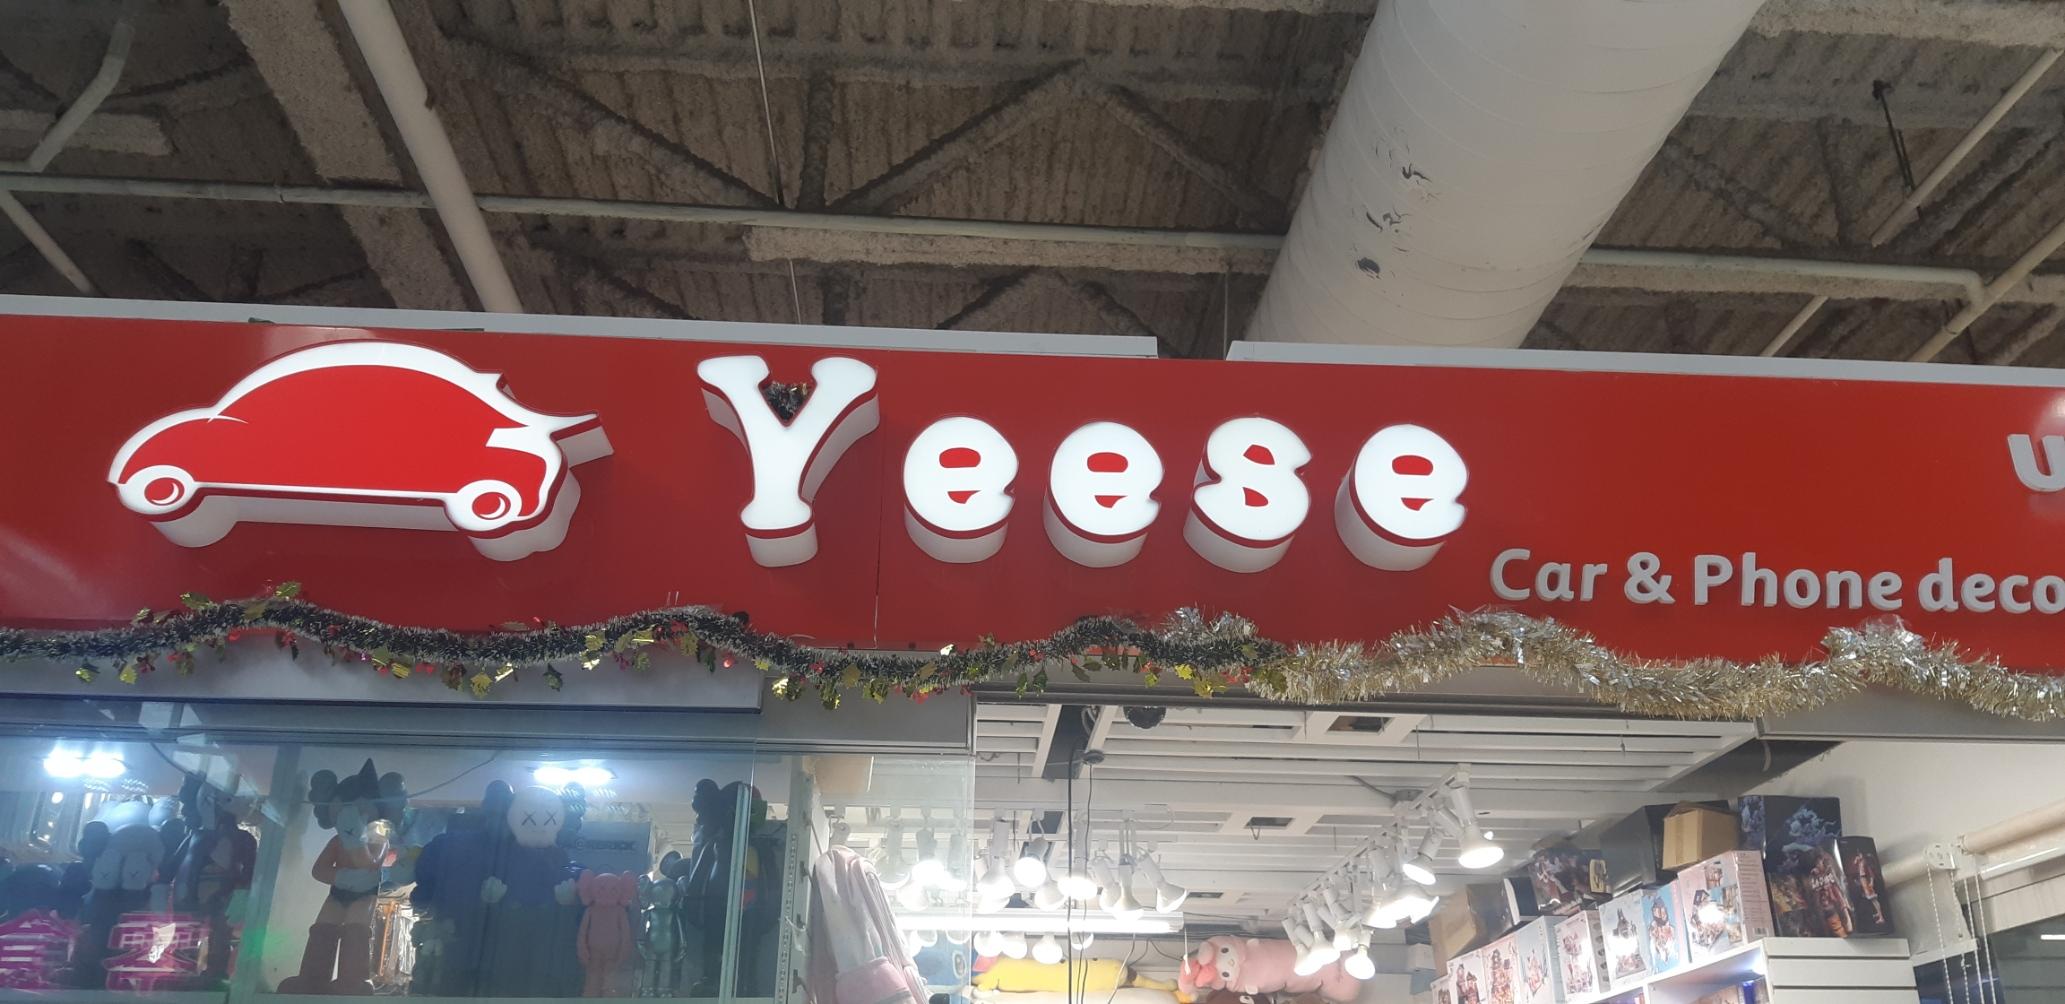 Yeese
U
Car & Phone deco